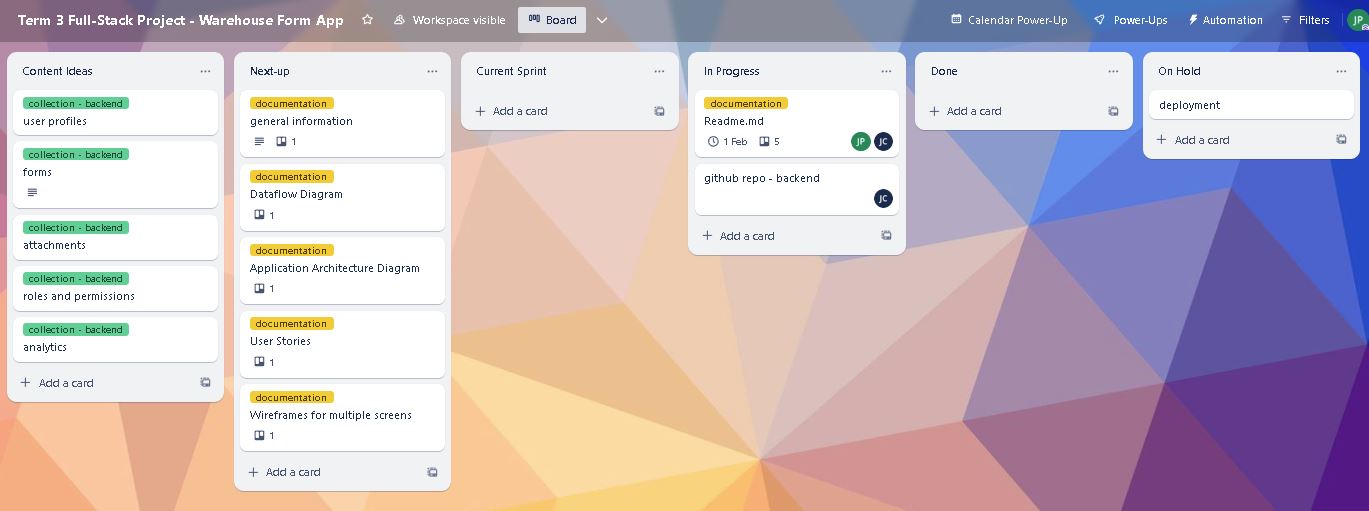 Term 3 Full-Stack Project - Warehouse Form App
Workspace visible
Board
Calendar Power-Up
Power-Ups
Automation
Filters
JP
Content Ideas
collection - backend
user profiles
collection - backend
forms
collection - backend
attachments
collection - backend
roles and permissions
collection - backend
analytics
+ Add a card
Next-up
documentation
general information
1
documentation
Dataflow Diagram
1
documentation
Application Architecture Diagram
1
documentation
User Stories
1
documentation
Wireframes for multiple screens
1
+ Add a card
Current Sprint
+ Add a card
In Progress
documentation
Readme.md
1 Feb 5 JP JC
github repo - backend
JC
+ Add a card
Done
+ Add a card
On Hold
deployment
+ Add a card